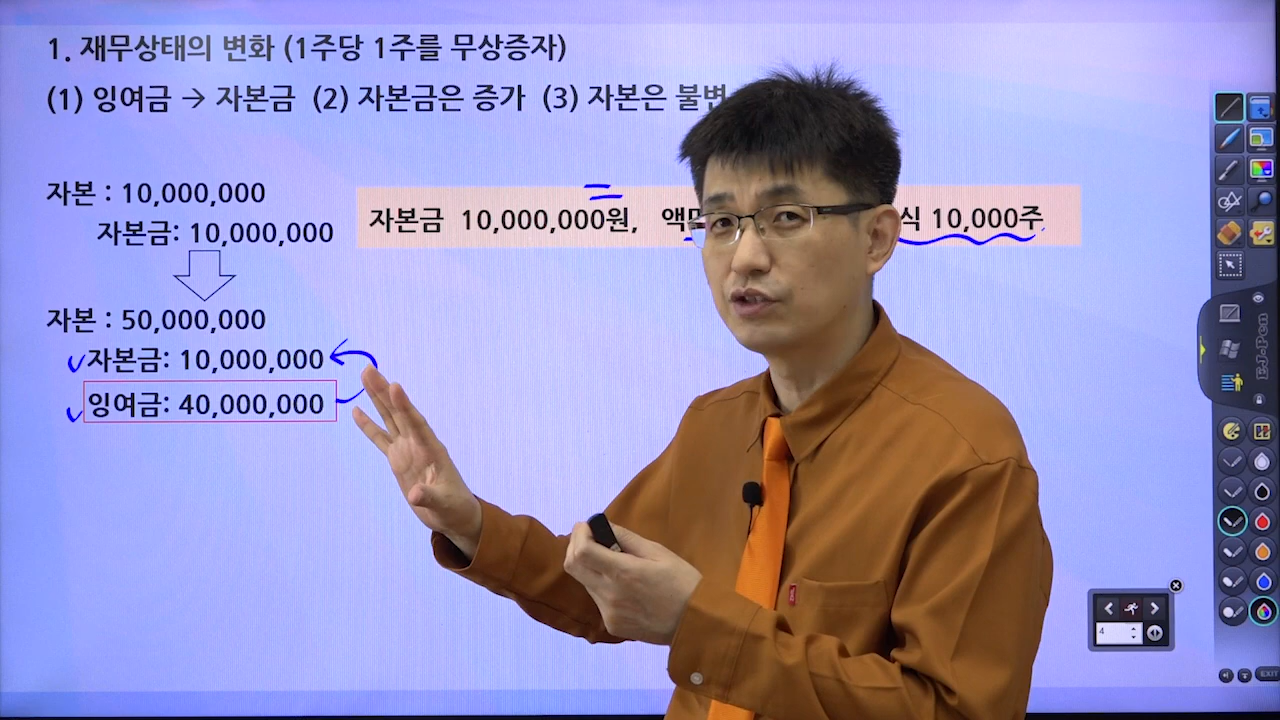 1. 재무상태의 변화 (1주당 1주를 무상증자)
(1) 잉여금 → 자본금 (2) 자본금은 증가 (3) 자본은 불변
자본 : 10,000,000
자본금: 10,000,000
자본금 10,000,000원, 식 10,000주
자본 : 50,000,000
자본금: 10,000,000
잉여금: 40,000,000
EJ-Pen
4
EXIT